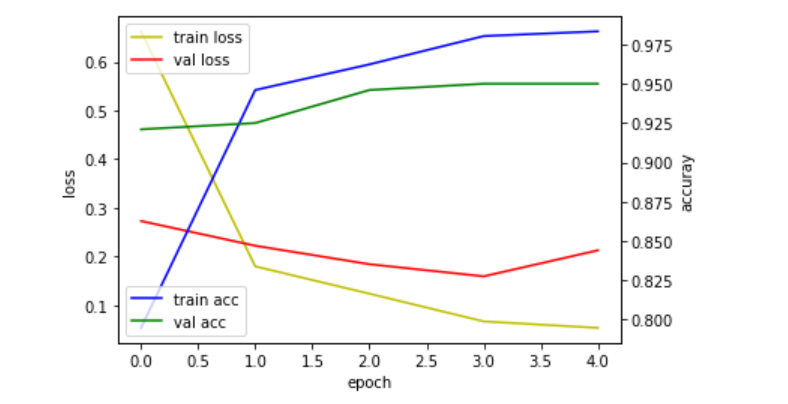 train loss
val loss
train acc
val acc
0.6
0.5
0.4
0.3
0.2
0.1
loss
0.975
0.950
0.925
0.900
0.875
0.850
0.825
0.800
accuray
0.0 0.5 1.0 1.5 2.0 2.5 3.0 3.5 4.0
epoch